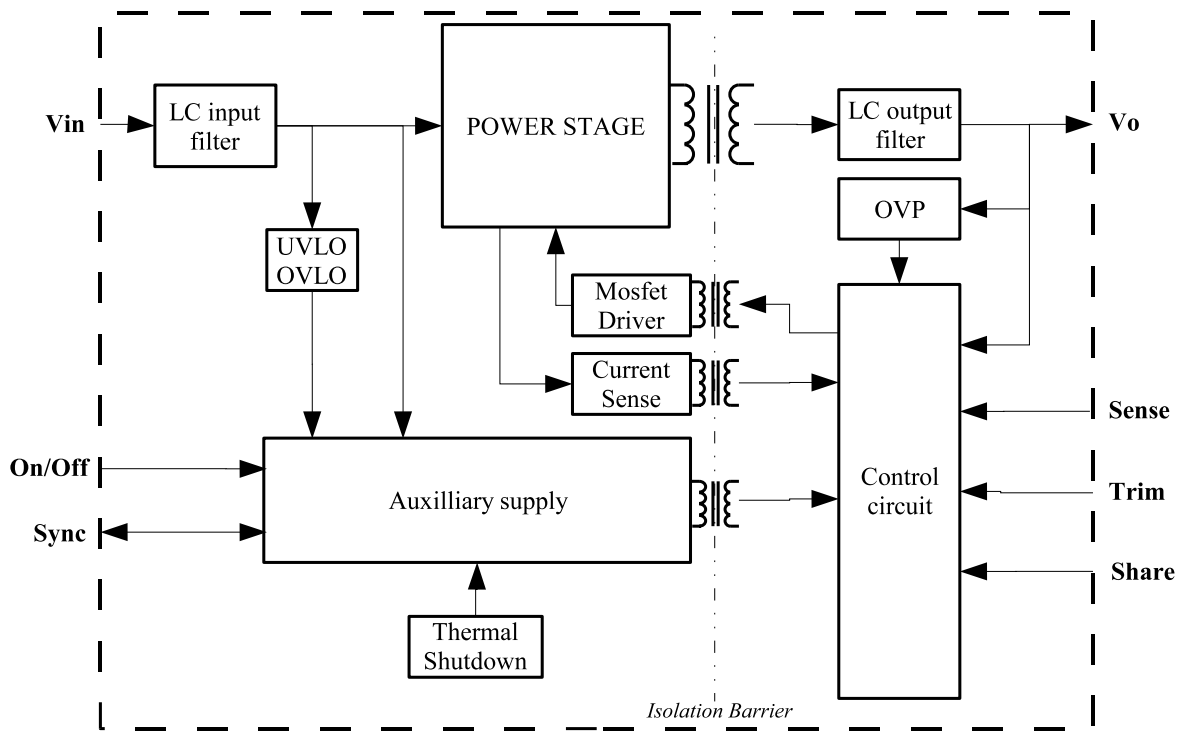 LC input
filter
POWER STAGE
LC output
filter
Vin
Vo
OVP
UVLO
OVLO
Mosfet
Driver
Current
Sense
Sense
On/Off
Auxilliary supply
Control
circuit
Trim
Sync
Share
Thermal
Shutdown
Isolation Barrier